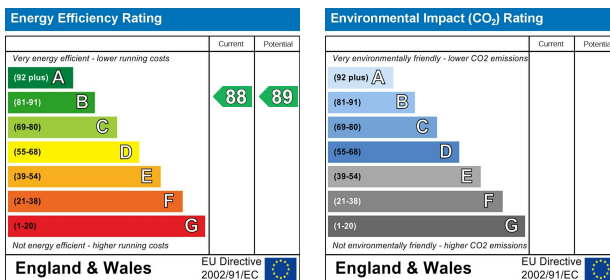 Energy Efficiency Rating
Current Potential
Very energy efficient - lower running costs
(92 plus) A
(81-91) B 88 89
(69-80) C
(55-68) D
(39-54) E
(21-38) F
(1-20) G
Not energy efficient - higher running costs
England & Wales
EU Directive
2002/91/EC
Environmental Impact (CO₂) Rating
Current Potential
Very environmentally friendly - lower CO2 emissions
(92 plus) A
(81-91) B
(69-80) C
(55-68) D
(39-54) E
(21-38) F
(1-20) G
Not environmentally friendly - higher CO2 emissions
England & Wales
EU Directive
2002/91/EC